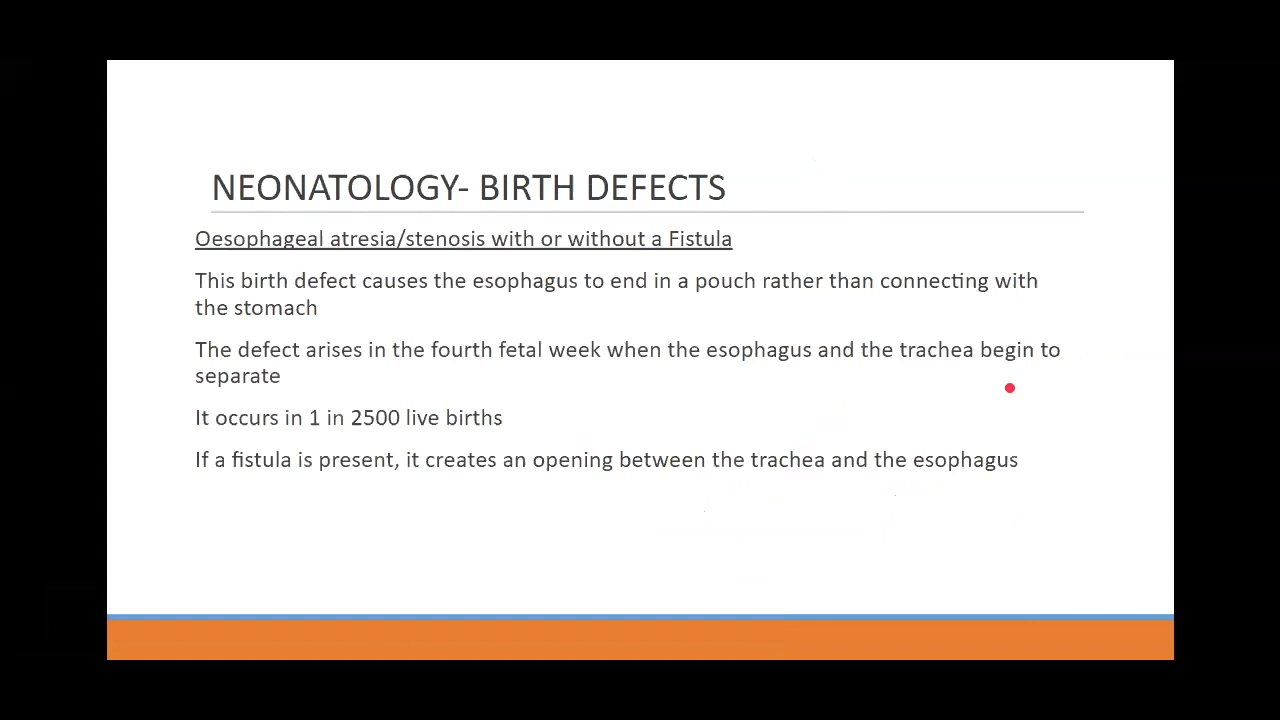 NEONATOLOGY- BIRTH DEFECTS
Oesophageal atresia/stenosis with or without a Fistula
This birth defect causes the esophagus to end in a pouch rather than connecting with
the stomach
The defect arises in the fourth fetal week when the esophagus and the trachea begin to
separate
It occurs in 1 in 2500 live births
If a fistula is present, it creates an opening between the trachea and the esophagus